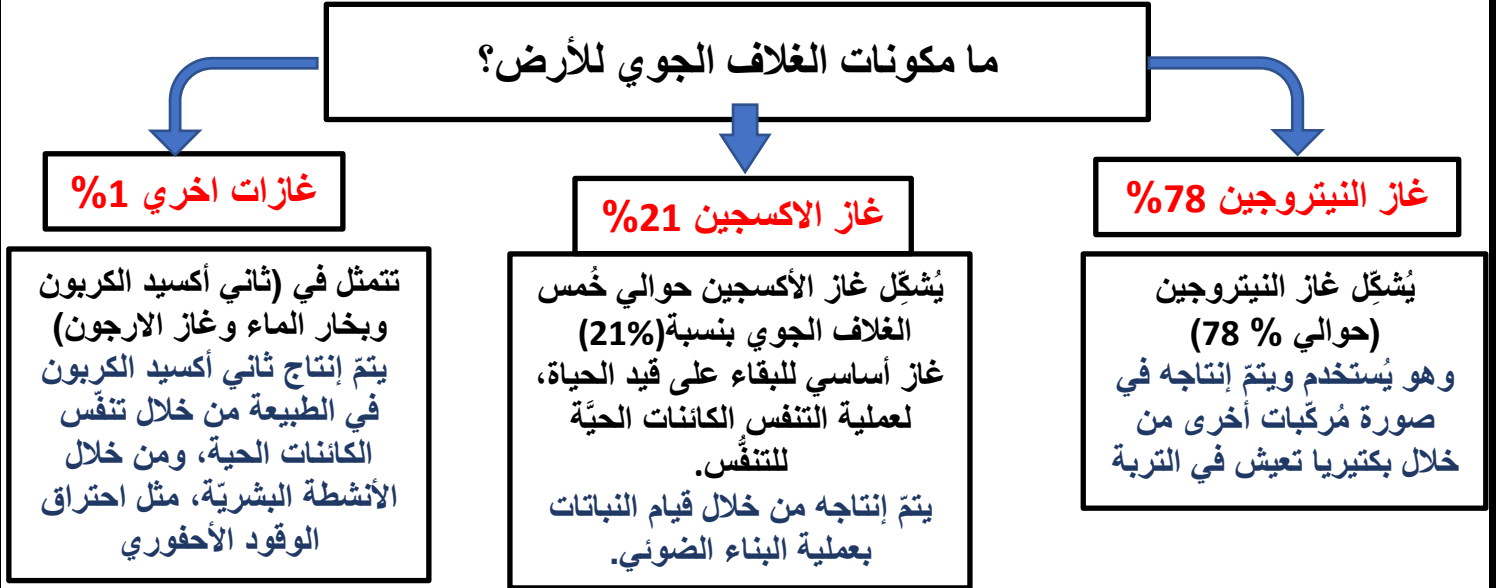 ما مكونات الغلاف الجوي للأرض؟
غاز النيتروجين 78%
يُشكِّل غاز النيتروجين
(حوالي % 78)
وهو يُستخدم ويتمّ إنتاجه في
صورة مُركّبات أخرى من
خلال بكتيريا تعيش في التربة
غاز الاكسجين 21%
يُشكِّل غاز الأكسجين حوالي خُمس
الغلاف الجوي بنسبة(21%)
غاز أساسي للبقاء على قيد الحياة،
لعملية التنفس الكائنات الحيَّة
للتنفُّس.
يتمّ إنتاجه من خلال قيام النباتات
بعملية البناء الضوئي.
غازات اخري 1%
تتمثل في (ثاني أكسيد الكربون
وبخار الماء وغاز الارجون)
يتمّ إنتاج ثاني أكسيد الكربون
في الطبيعة من خلال تنفّس
الكائنات الحية، ومن خلال
الأنشطة البشريّة، مثل احتراق
الوقود الأحفوري